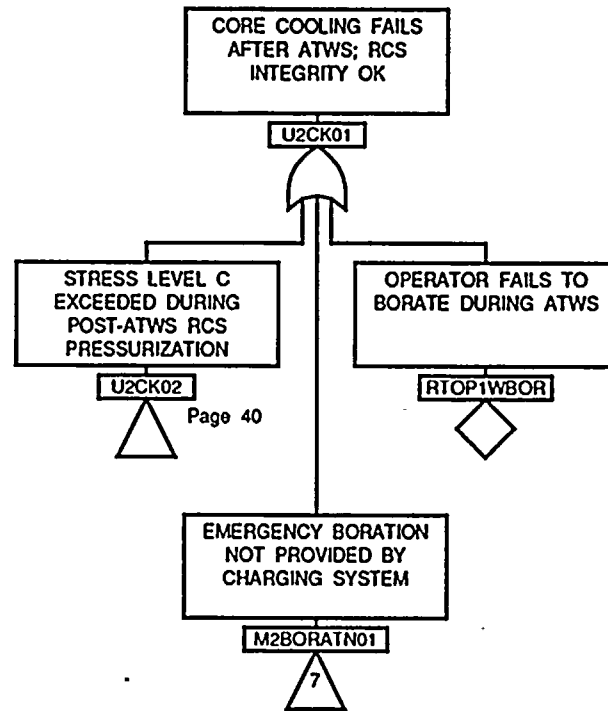 CORE COOLING FAILS
AFTER ATWS; RCS
INTEGRITY OK
U2CK01
STRESS LEVEL C
EXCEEDED DURING
POST-ATWS RCS
PRESSURIZATION
U2CK02
Page 40
OPERATOR FAILS TO
BORATE DURING ATWS
RTOP1WBOR
EMERGENCY BORATION
NOT PROVIDED BY
CHARGING SYSTEM
M2BORATN01
7